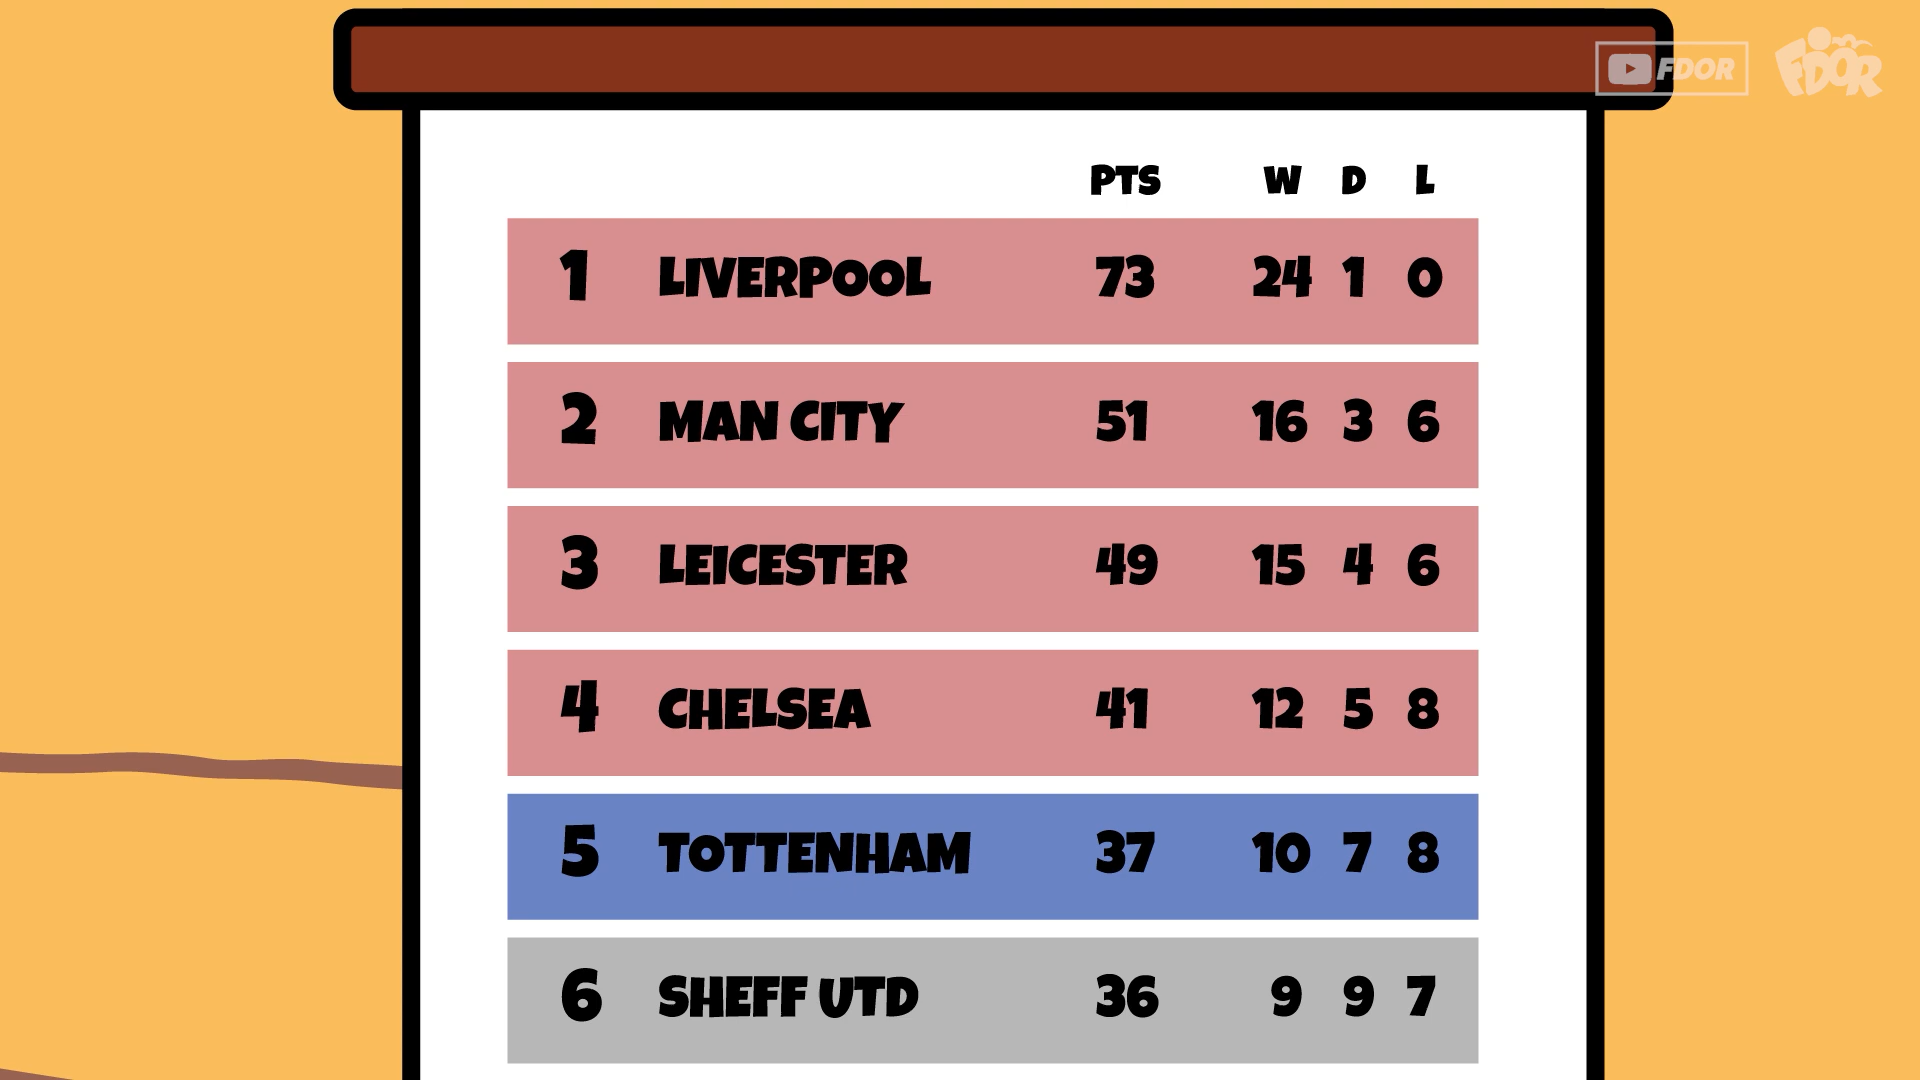 FDOR FDOR
PTS W D L
1 LIVERPOOL 73 24 1 0
2 MAN CITY 51 16 3 6
3 LEICESTER 49 15 4 6
4 CHELSEA 41 12 5 8
5 TOTTENHAM 37 10 7 8
6 SHEFF UTD 36 9 9 7